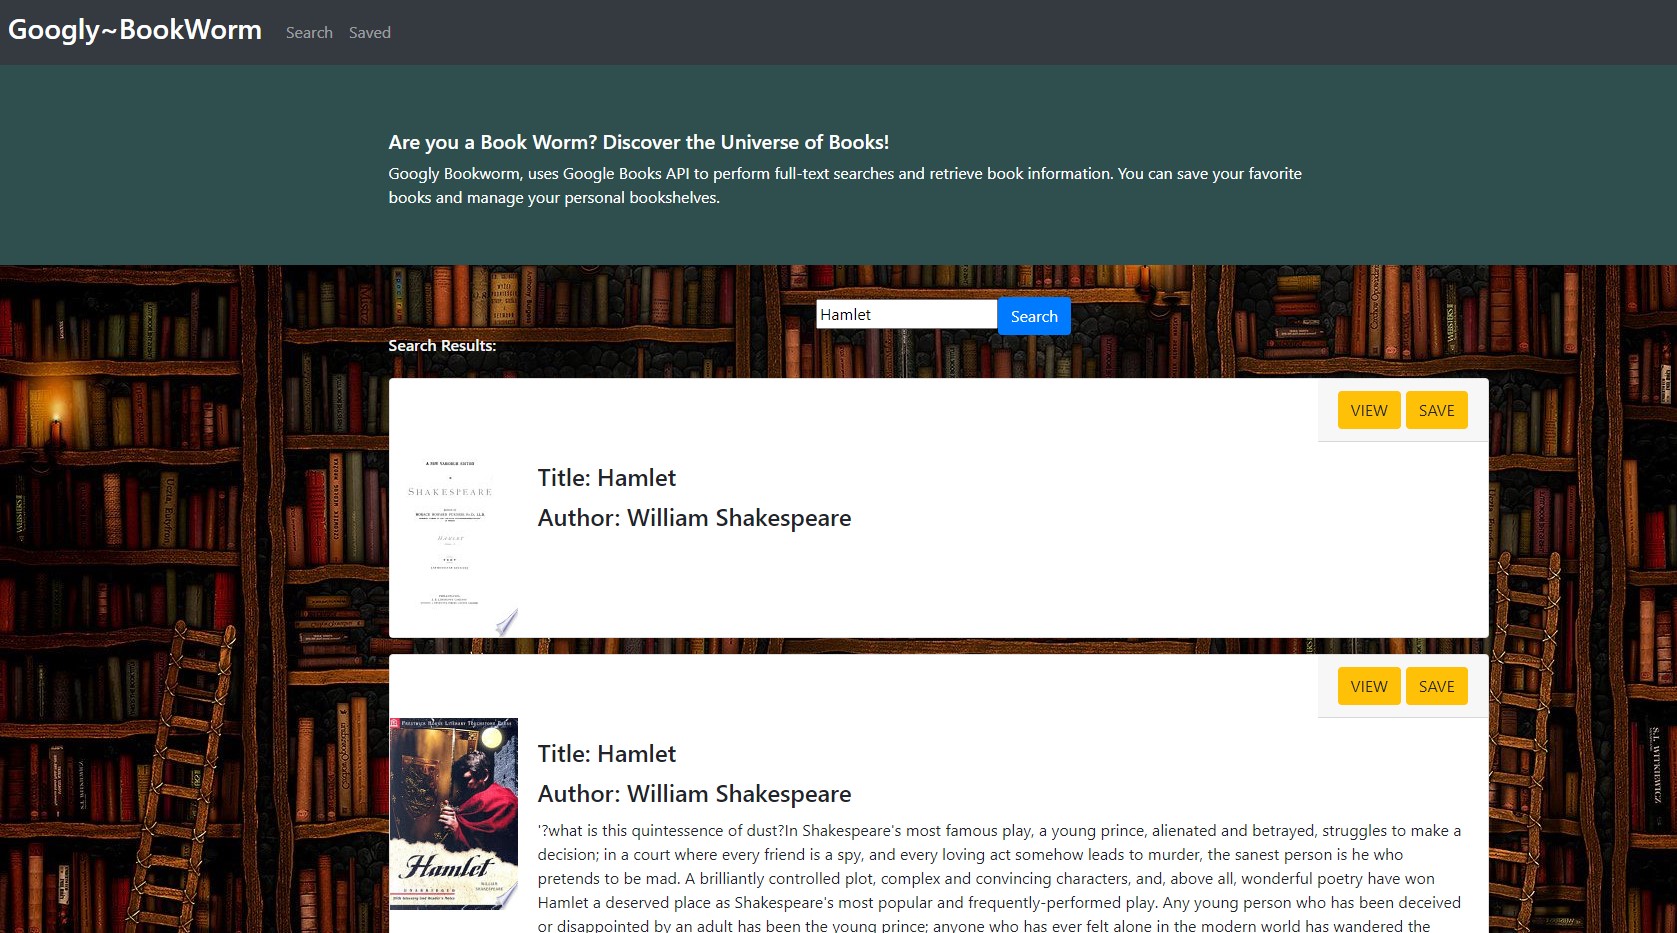 Googly~BookWorm Search Saved
Are you a Book Worm? Discover the Universe of Books!
Googly Bookworm, uses Google Books API to perform full-text searches and retrieve book information. You can save your favorite
books and manage your personal bookshelves.
Hamlet Search
Search Results:
VIEW SAVE
SHAKESPEARE
HAMLET
Title: Hamlet
Author: William Shakespeare
VIEW SAVE
Hamlet
WILLIAM
SHAKESPEARE
Title: Hamlet
Author: William Shakespeare
'?what is this quintessence of dust?In Shakespeare's most famous play, a young prince, alienated and betrayed, struggles to make a
decision; in a court where every friend is a spy, and every loving act somehow leads to murder, the sanest person is he who
pretends to be mad. A brilliantly controlled plot, complex and convincing characters, and, above all, wonderful poetry have won
Hamlet a deserved place as Shakespeare's most popular and frequently-performed play. Any young person who has been deceived
or disappointed by an adult has been the young prince; anyone who has ever felt alone in the modern world has wandered the
S.I. WITKIEWICZ